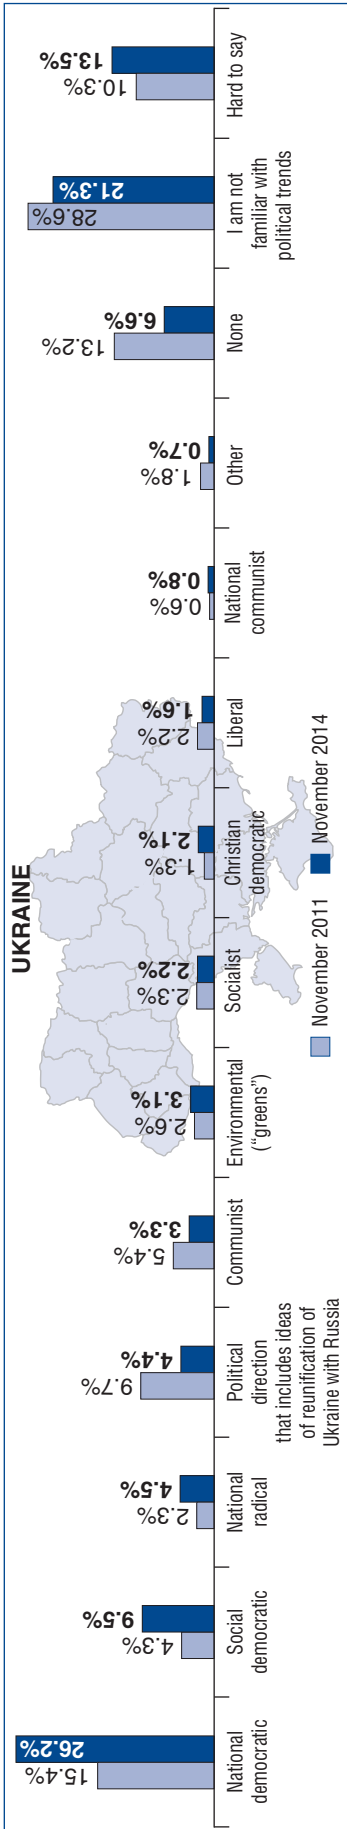 UKRAINE
15.4%
26.2%
National
democratic
4.3%
9.5%
Social
democratic
2.3%
4.5%
National
radical
9.7%
4.4%
Political
direction
that includes ideas
of reunification of
Ukraine with Russia
5.4%
3.3%
Communist
2.6%
3.1%
Environmental
(“greens”)
2.3%
2.2%
Socialist
1.3%
2.1%
Christian
democratic
2.2%
1.6%
Liberal
0.6%
0.8%
National
communist
1.8%
0.7%
Other
13.2%
6.6%
None
28.6%
21.3%
I am not
familiar with
political trends
10.3%
13.5%
Hard to say
November 2011
November 2014